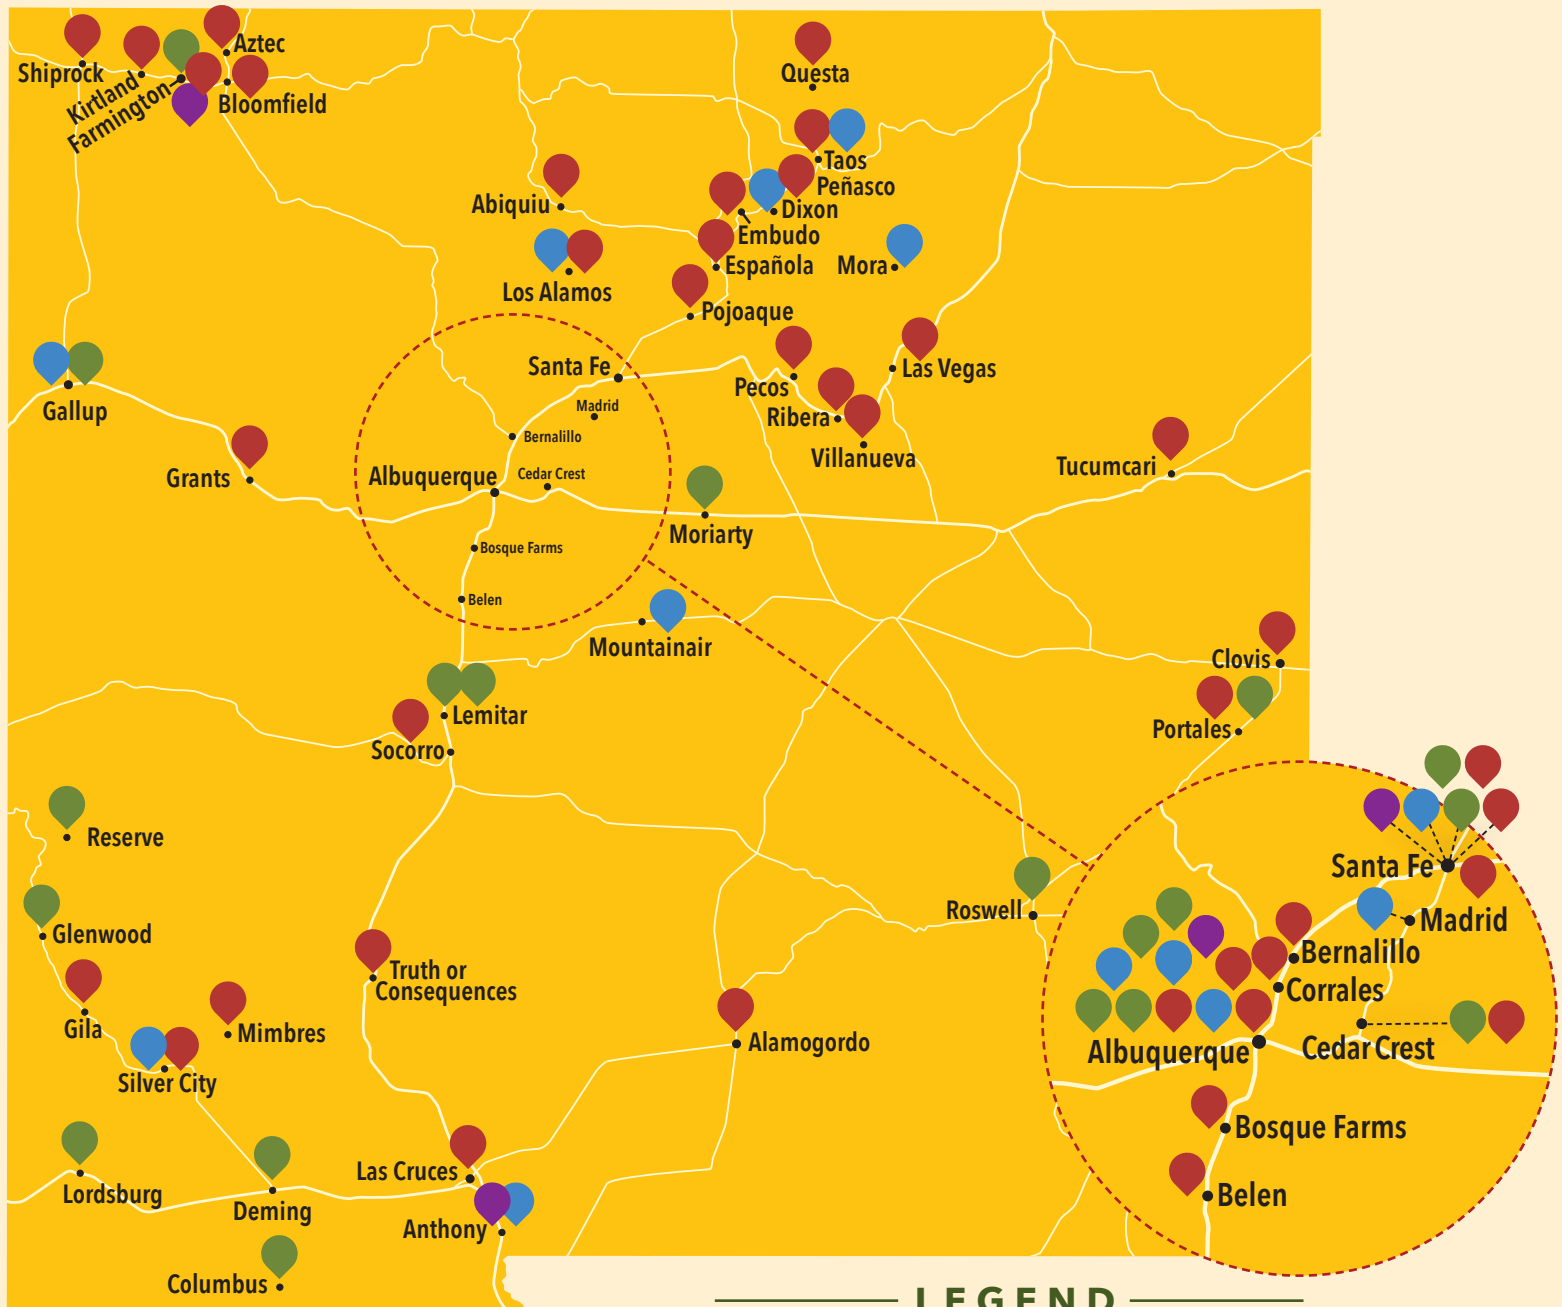 Aztec
Shiprock
Kirtland
Farmington
Bloomfield
Questa
Taos
Peñasco
Abiquiu
Dixon
Embudo
Española
Mora
Los Alamos
Pojoaque
Santa Fe
Las Vegas
Pecos
Madrid
Gallup
Ribera
Bernalillo
Villanueva
Tucumcari
Grants
Albuquerque
Cedar Crest
Moriarty
Bosque Farms
Belen
Mountainair
Clovis
Lemitar
Portales
Socorro
Reserve
Santa Fe
Roswell
Madrid
Glenwood
Bernalillo
Truth or
Consequences
Corrales
Gila
Mimbres
Alamogordo
Albuquerque
Cedar Crest
Silver City
Bosque Farms
Las Cruces
Lordsburg
Belen
Deming
Anthony
Columbus
LEGEND